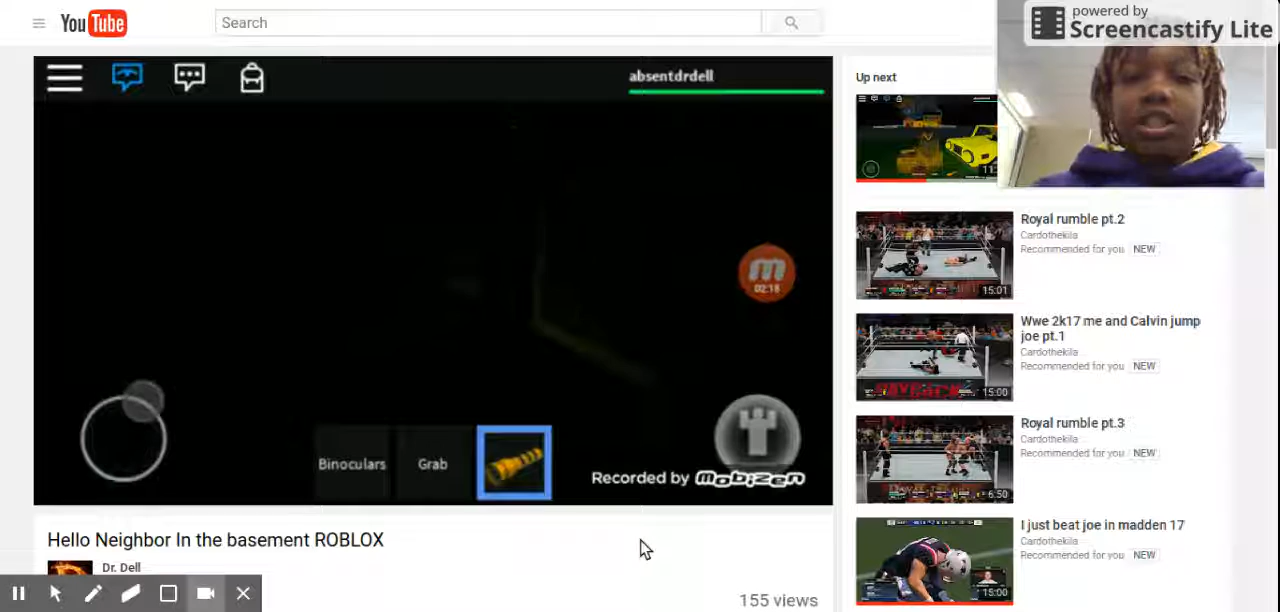 powered by
Screencastify Lite
YouTube
Search
absentdrdell
Up next
02:18
Binoculars
Grab
Recorded by Mobizen
Royal rumble pt.2
Cardothekila
Recommended for you NEW
15:01
Wwe 2k17 me and Calvin jump
joe pt.1
Cardothekila
Recommended for you NEW
PAYBACK
15:00
Royal rumble pt.3
Cardothekila
Recommended for you NEW
6:50
I just beat joe in madden 17
Cardothekila
Recommended for you NEW
15:00
Hello Neighbor In the basement ROBLOX
Dr. Dell
155 views